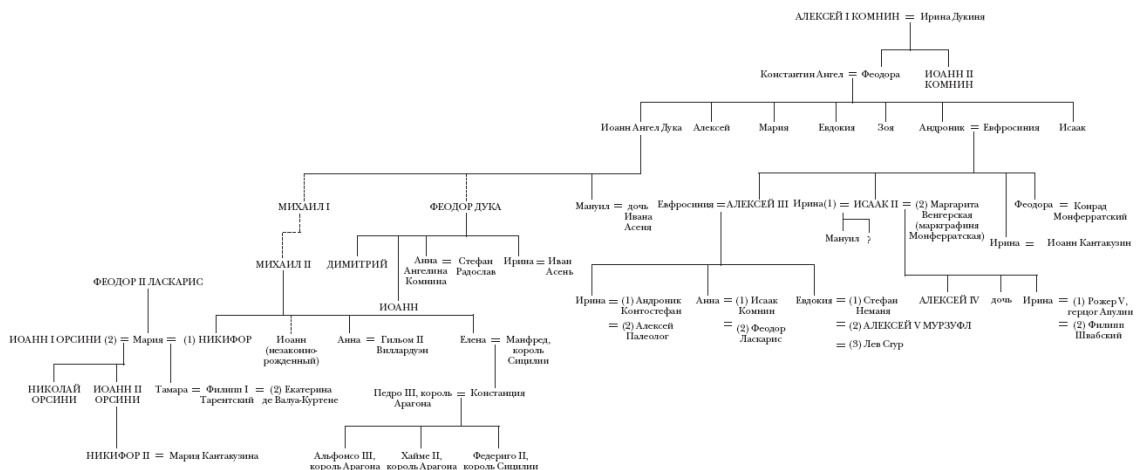 АЛЕКСЕЙ I КОМНИН = Ирина Дукиня
Константин Ангел = Феодора
ИОАНН II
КОМНИН
Иоанн Ангел Дука
Алексей
Мария
Евдокия
Зоя
Андроник = Евфросиния
Исаак
МИХАИЛ I
ФЕОДОР ДУКА
Мануил = дочь
Ивана
Асеня
Евфросиния = АЛЕКСЕЙ III
Ирина(1) = ИСААК II = (2) Маргарита
Венгерская
(маркграфиня
Монферратская)
Феодора = Конрад
Монферратский
Мануил
?
Ирина = Иоанн Кантакузин
МИХАИЛ II
ДИМИТРИЙ
Анна = Стефан
Ангелина Радослав
Комнина
Ирина = Иван
Асень
ИОАНН
ФЕОДОР II ЛАСКАРИС
Ирина = (1) Андроник
Контостефан
= (2) Алексей
Палеолог
Анна = (1) Исаак
Комнин
= (2) Феодор
Ласкарис
Евдокия = (1) Стефан
Неманя
= (2) АЛЕКСЕЙ V МУРЗУФЛ
= (3) Лев Сгур
АЛЕКСЕЙ IV
дочь
Ирина = (1) Рожер V,
герцог Апулии
= (2) Филипп
Швабский
ИОАНН I ОРСИНИ (2) = Мария = (1) НИКИФОР
Иоанн
(незаконно-
рожденный)
Анна = Гильом II
Виллардуэн
Елена = Манфред,
король
Сицилии
НИКОЛАЙ
ОРСИНИ
ИОАНН II
ОРСИНИ
Тамара = Филипп I = (2) Екатерина
Тарентский де Валуа-Куртене
Педро III, король = Констанция
Арагона
НИКИФОР II = Мария Кантакузина
Альфонсо III,
король Арагона
Хайме II,
король Арагона
Федериго II,
король Сицилии